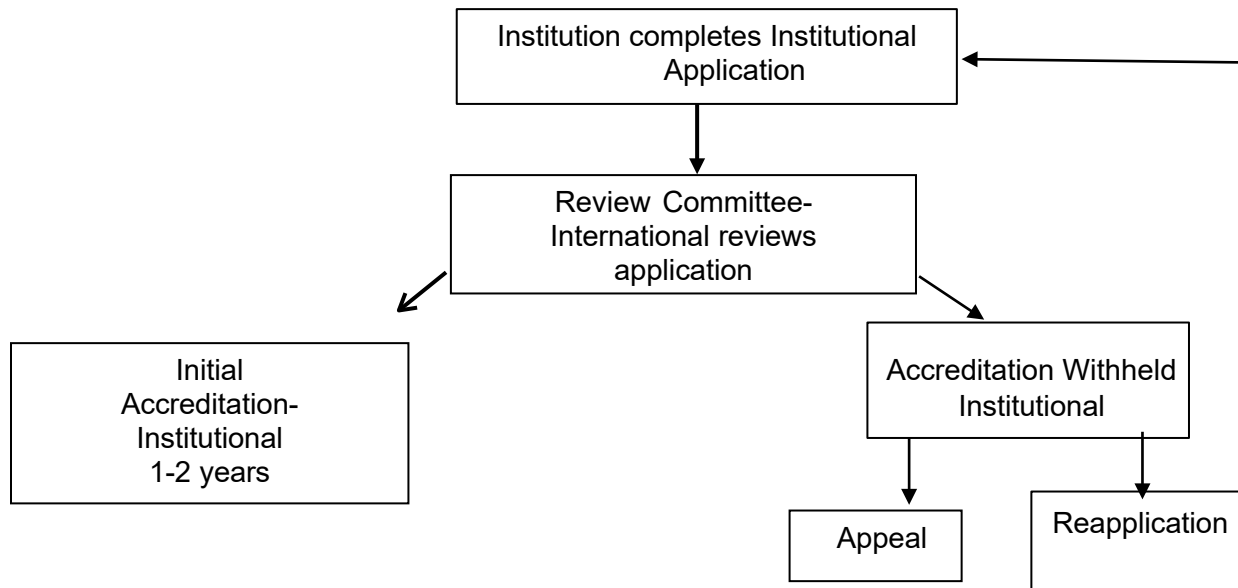 Institution completes Institutional
Application
Review Committee-
International reviews
application
Initial
Accreditation-
Institutional
1-2 years
Accreditation Withheld
Institutional
Appeal
Reapplication